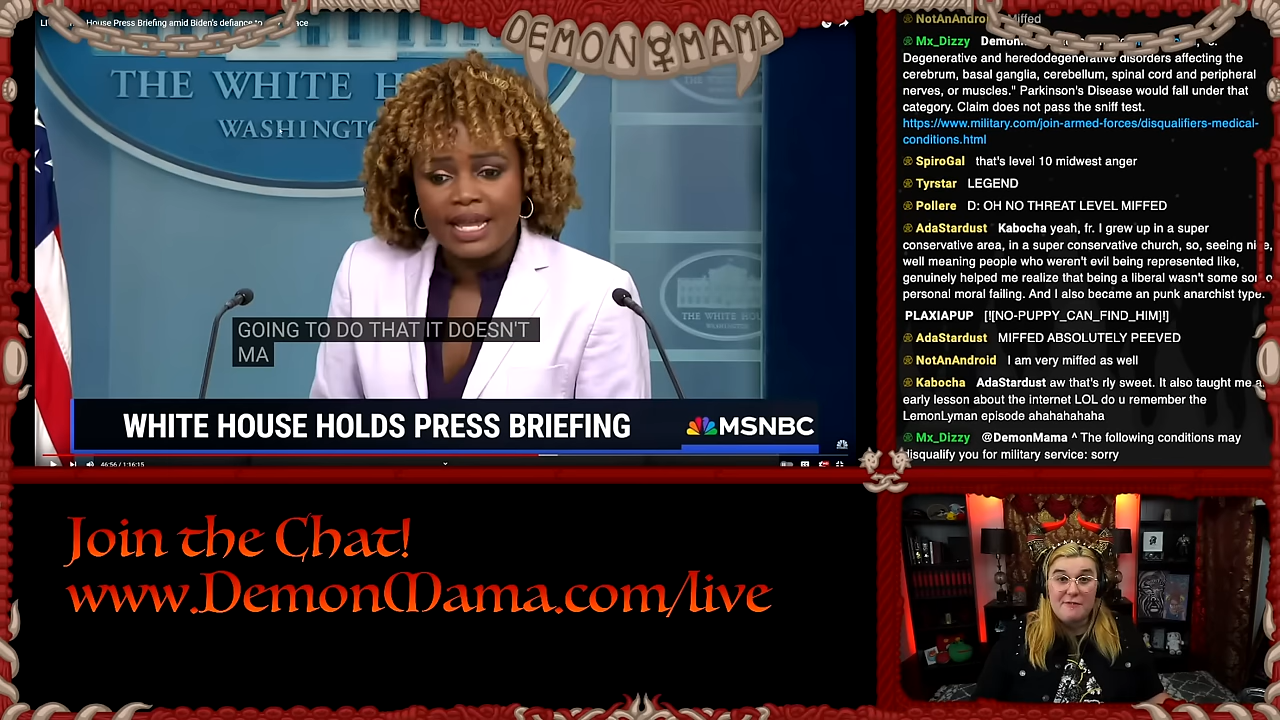 House Press Briefing amid Biden's defiance to
DEMON MAMA
THE WHITE H
WASHINGT
THE WHITE HOU
WASHINGTON
GOING TO DO THAT IT DOESN'T
MA
WHITE HOUSE HOLDS PRESS BRIEFING
MSNBC
46:56 / 1:16:15
NotAnAndro Miffed
Mx_Dizzy
Degenerative and heredodegenerative disorders affecting the
cerebrum, basal ganglia, cerebellum, spinal cord and peripheral
nerves, or muscles." Parkinson's Disease would fall under that
category. Claim does not pass the sniff test.
https://www.military.com/join-armed-forces/disqualifiers-medical-
conditions.html
SpiroGal that's level 10 midwest anger
Tyrstar LEGEND
Pollere D: OH NO THREAT LEVEL MIFFED
AdaStardust Kabocha yeah, fr. I grew up in a super
conservative area, in a super conservative church, so, seeing nice,
well meaning people who weren't evil being represented like,
genuinely helped me realize that being a liberal wasn't some sort o
personal moral failing. And I also became an punk anarchist type.
PLAXIAPUP [![NO-PUPPY_CAN_FIND_HIM]!]
AdaStardust MIFFED ABSOLUTELY PEEVED
NotAnAndroid I am very miffed as well
Kabocha AdaStardust aw that's rly sweet. It also taught me a
early lesson about the internet LOL do u remember the
LemonLyman episode ahahahahaha
Mx_Dizzy @DemonMama ^ The following conditions may
disqualify you for military service: sorry
Join the Chat!
www.DemonMama.com/live